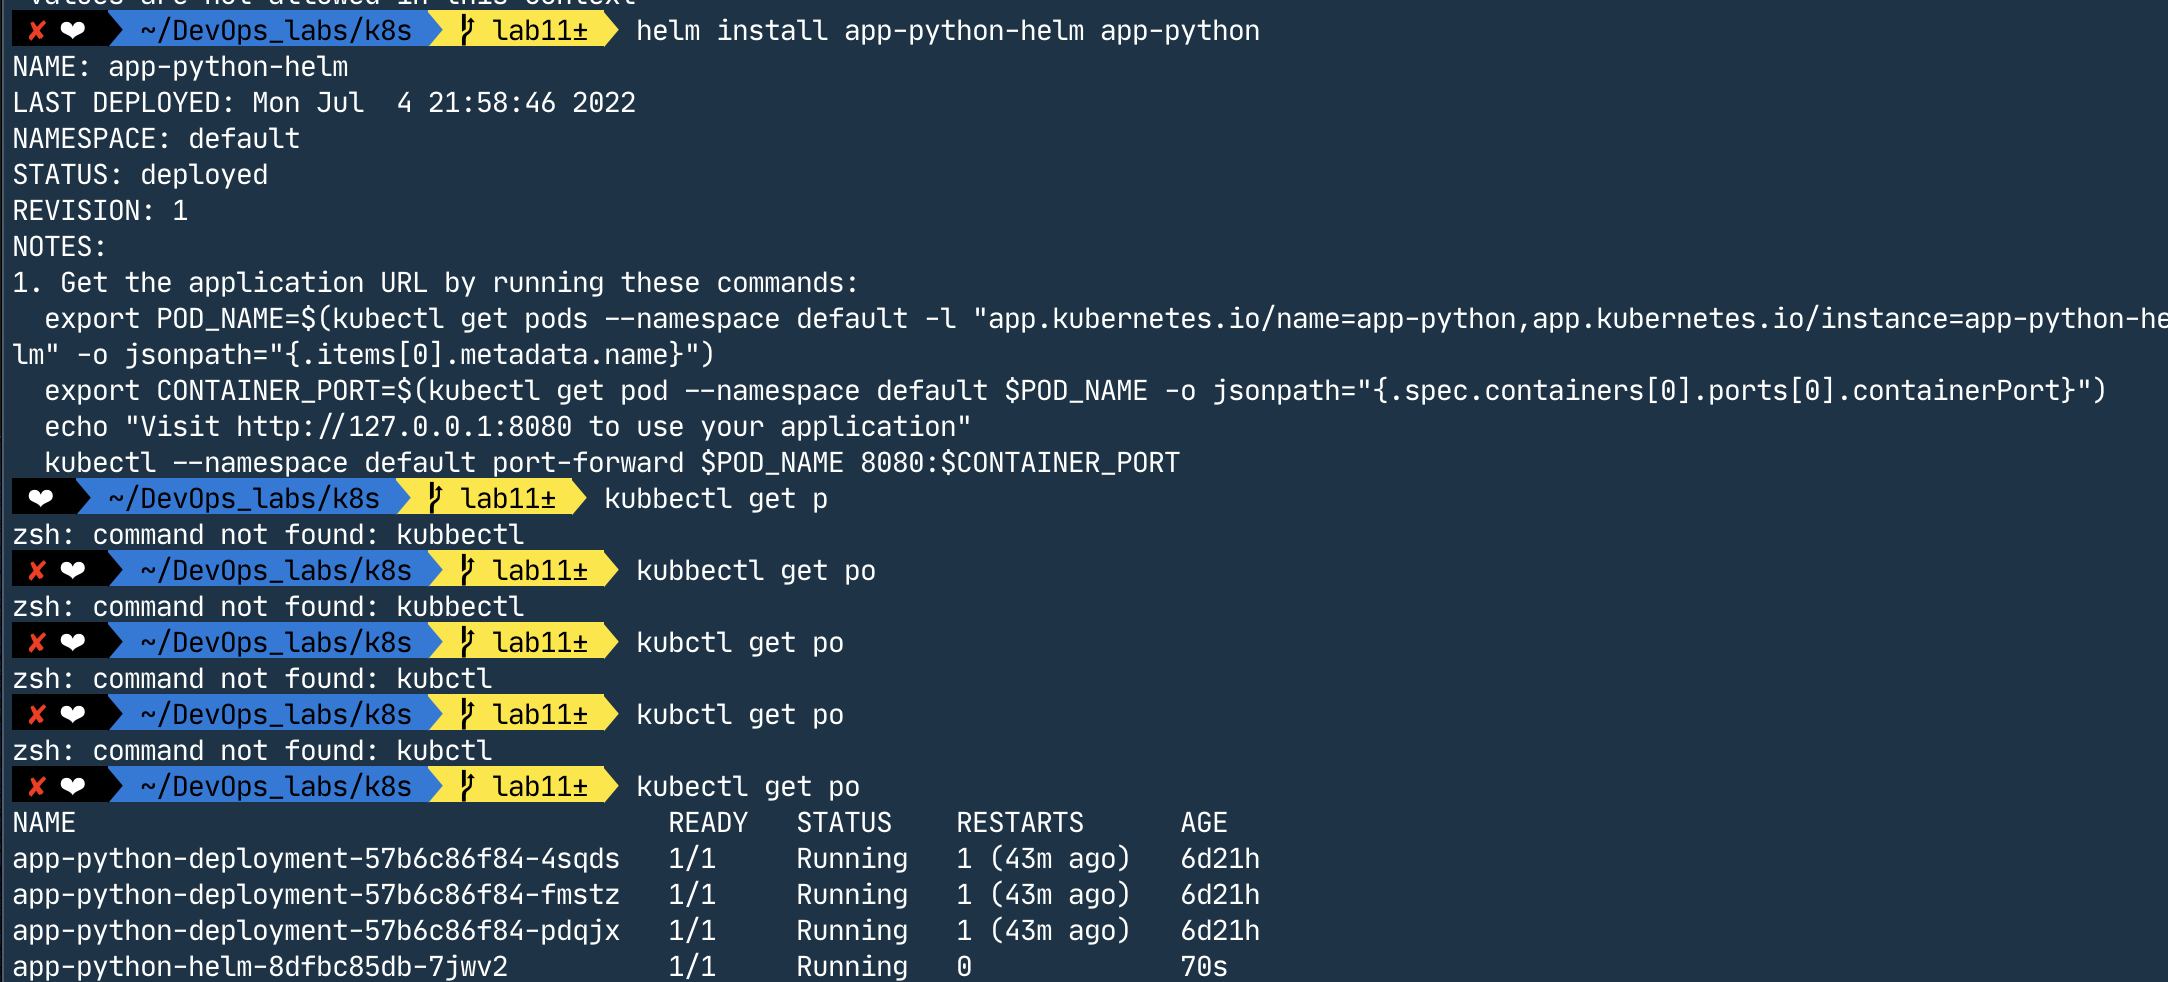 values are not allowed in this context
✘ ❤ ~/DevOps_labs/k8s lab11± helm install app-python-helm app-python
NAME: app-python-helm
LAST DEPLOYED: Mon Jul  4 21:58:46 2022
NAMESPACE: default
STATUS: deployed
REVISION: 1
NOTES:
1. Get the application URL by running these commands:
  export POD_NAME=$(kubectl get pods --namespace default -l "app.kubernetes.io/name=app-python,app.kubernetes.io/instance=app-python-he
lm" -o jsonpath="{.items[0].metadata.name}")
  export CONTAINER_PORT=$(kubectl get pod --namespace default $POD_NAME -o jsonpath="{.spec.containers[0].ports[0].containerPort}")
  echo "Visit http://127.0.0.1:8080 to use your application"
  kubectl --namespace default port-forward $POD_NAME 8080:$CONTAINER_PORT
❤ ~/DevOps_labs/k8s lab11± kubbectl get p
zsh: command not found: kubbectl
✘ ❤ ~/DevOps_labs/k8s lab11± kubbectl get po
zsh: command not found: kubbectl
✘ ❤ ~/DevOps_labs/k8s lab11± kubctl get po
zsh: command not found: kubctl
✘ ❤ ~/DevOps_labs/k8s lab11± kubctl get po
zsh: command not found: kubctl
✘ ❤ ~/DevOps_labs/k8s lab11± kubectl get po
NAME                                     READY   STATUS    RESTARTS      AGE
app-python-deployment-57b6c86f84-4sqds   1/1     Running   1 (43m ago)   6d21h
app-python-deployment-57b6c86f84-fmstz   1/1     Running   1 (43m ago)   6d21h
app-python-deployment-57b6c86f84-pdqjx   1/1     Running   1 (43m ago)   6d21h
app-python-helm-8dfbc85db-7jwv2          1/1     Running   0             70s